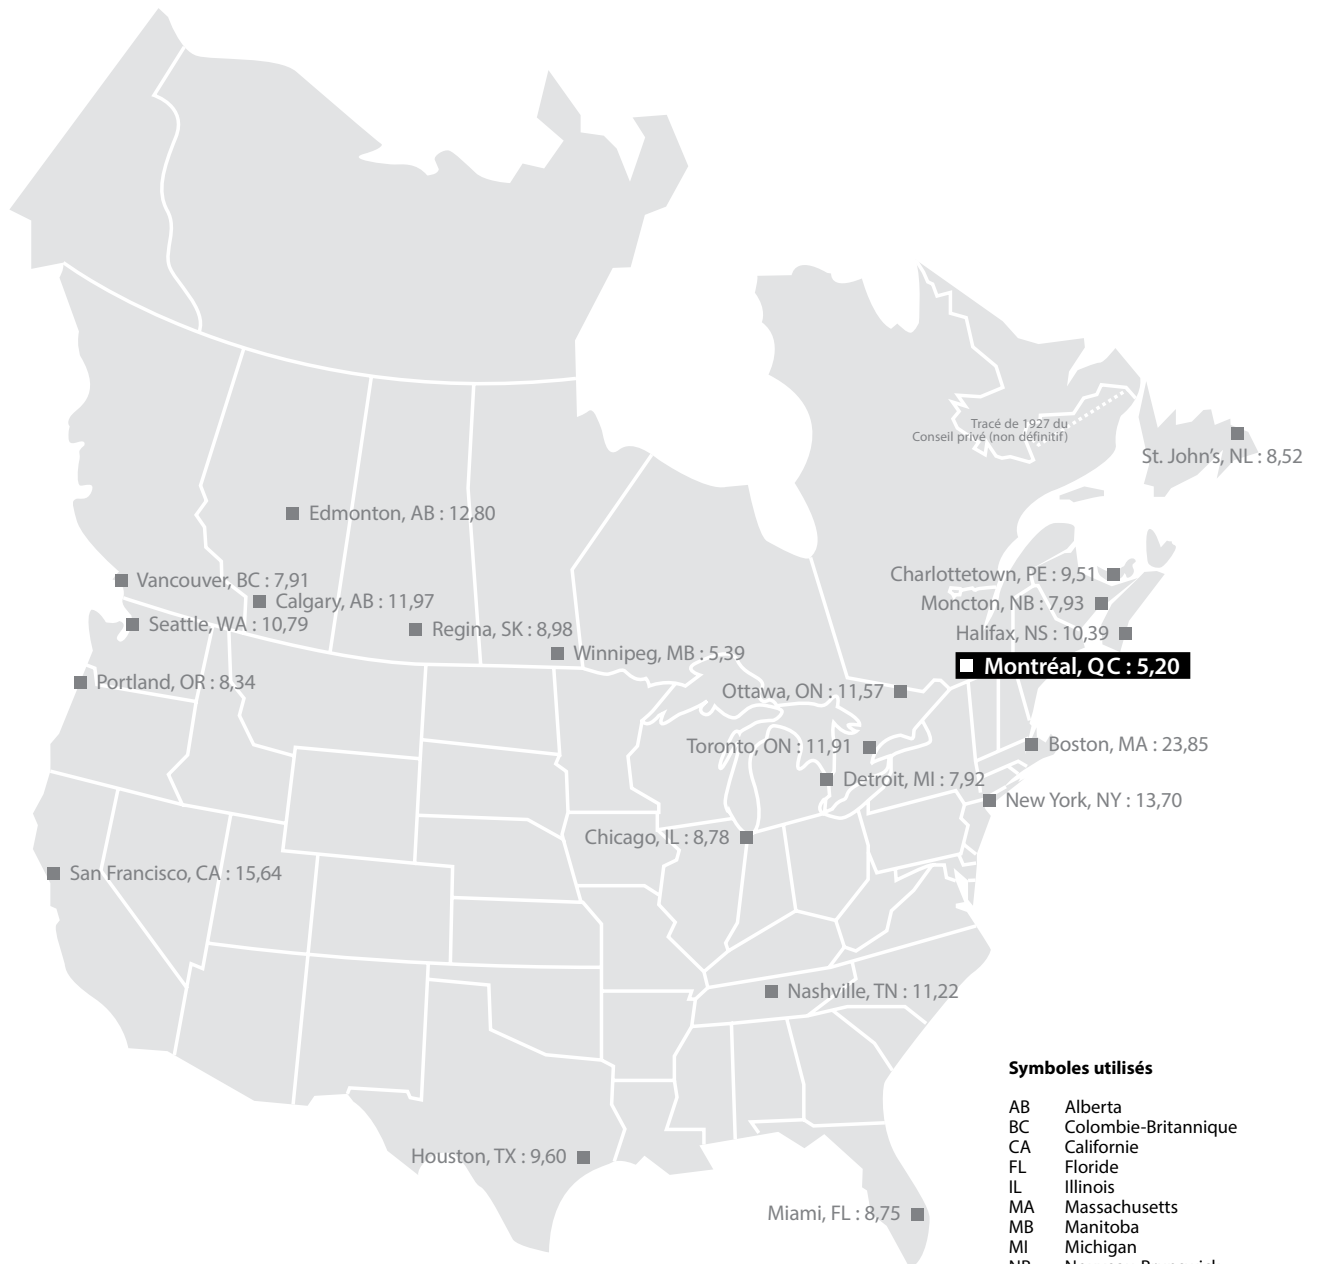 Tracé de 1927 du
Conseil privé (non définitif)
St. John's, NL : 8,52
Edmonton, AB : 12,80
Vancouver, BC : 7,91
Charlottetown, PE : 9,51
Calgary, AB : 11,97
Moncton, NB : 7,93
Seattle, WA : 10,79
Regina, SK : 8,98
Halifax, NS : 10,39
Winnipeg, MB : 5,39
Montréal, QC : 5,20
Portland, OR : 8,34
Ottawa, ON : 11,57
Toronto, ON : 11,91
Boston, MA : 23,85
Detroit, MI : 7,92
New York, NY : 13,70
Chicago, IL : 8,78
San Francisco, CA : 15,64
Nashville, TN : 11,22
Houston, TX : 9,60
Miami, FL : 8,75
Symboles utilisés
AB Alberta
BC Colombie-Britannique
CA Californie
FL Floride
IL Illinois
MA Massachusetts
MB Manitoba
MI Michigan